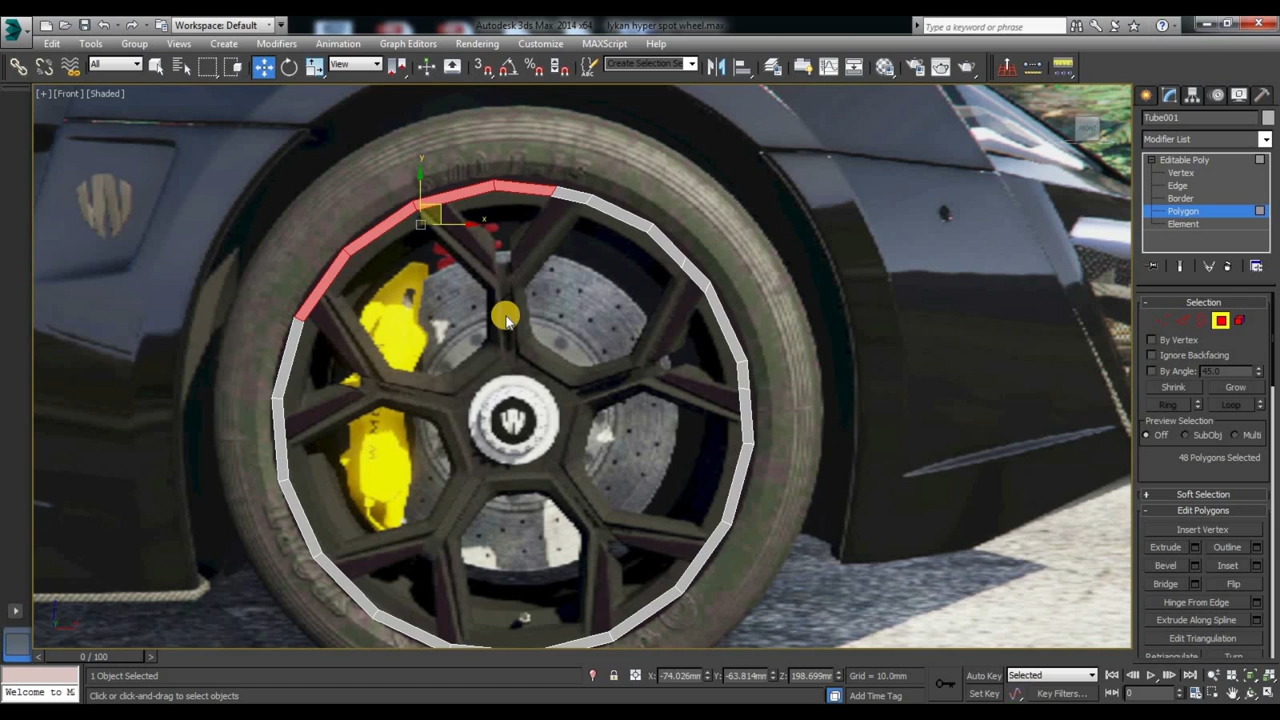 Workspace: Default
Autodesk 3ds Max 2014 x64
lykan hyper spot wheel.max
Type a keyword or phrase
Edit Tools Group Views Create Modifiers Animation Graph Editors Rendering Customize MAXScript Help
All
View
Create Selection Se
[+] [Front] [Shaded]
FRONT
Tube001
Modifier List
Editable Poly
Vertex
Edge
Border
Polygon
Element
y
x
Selection
By Vertex
Ignore Backfacing
By Angle: 45.0
Shrink Grow
Ring Loop
Preview Selection
Off SubObj Multi
48 Polygons Selected
Soft Selection
Edit Polygons
Insert Vertex
Extrude Outline
Bevel Inset
Bridge Flip
Hinge From Edge
Extrude Along Spline
Edit Triangulation
Retriangulate Turn
0 / 100
1 Object Selected
X: -74.026mm Y: -63.814mm Z: 198.699mm Grid = 10.0mm
Auto Key Selected
Welcome to M
Click or click-and-drag to select objects
Add Time Tag
Set Key Key Filters... 0